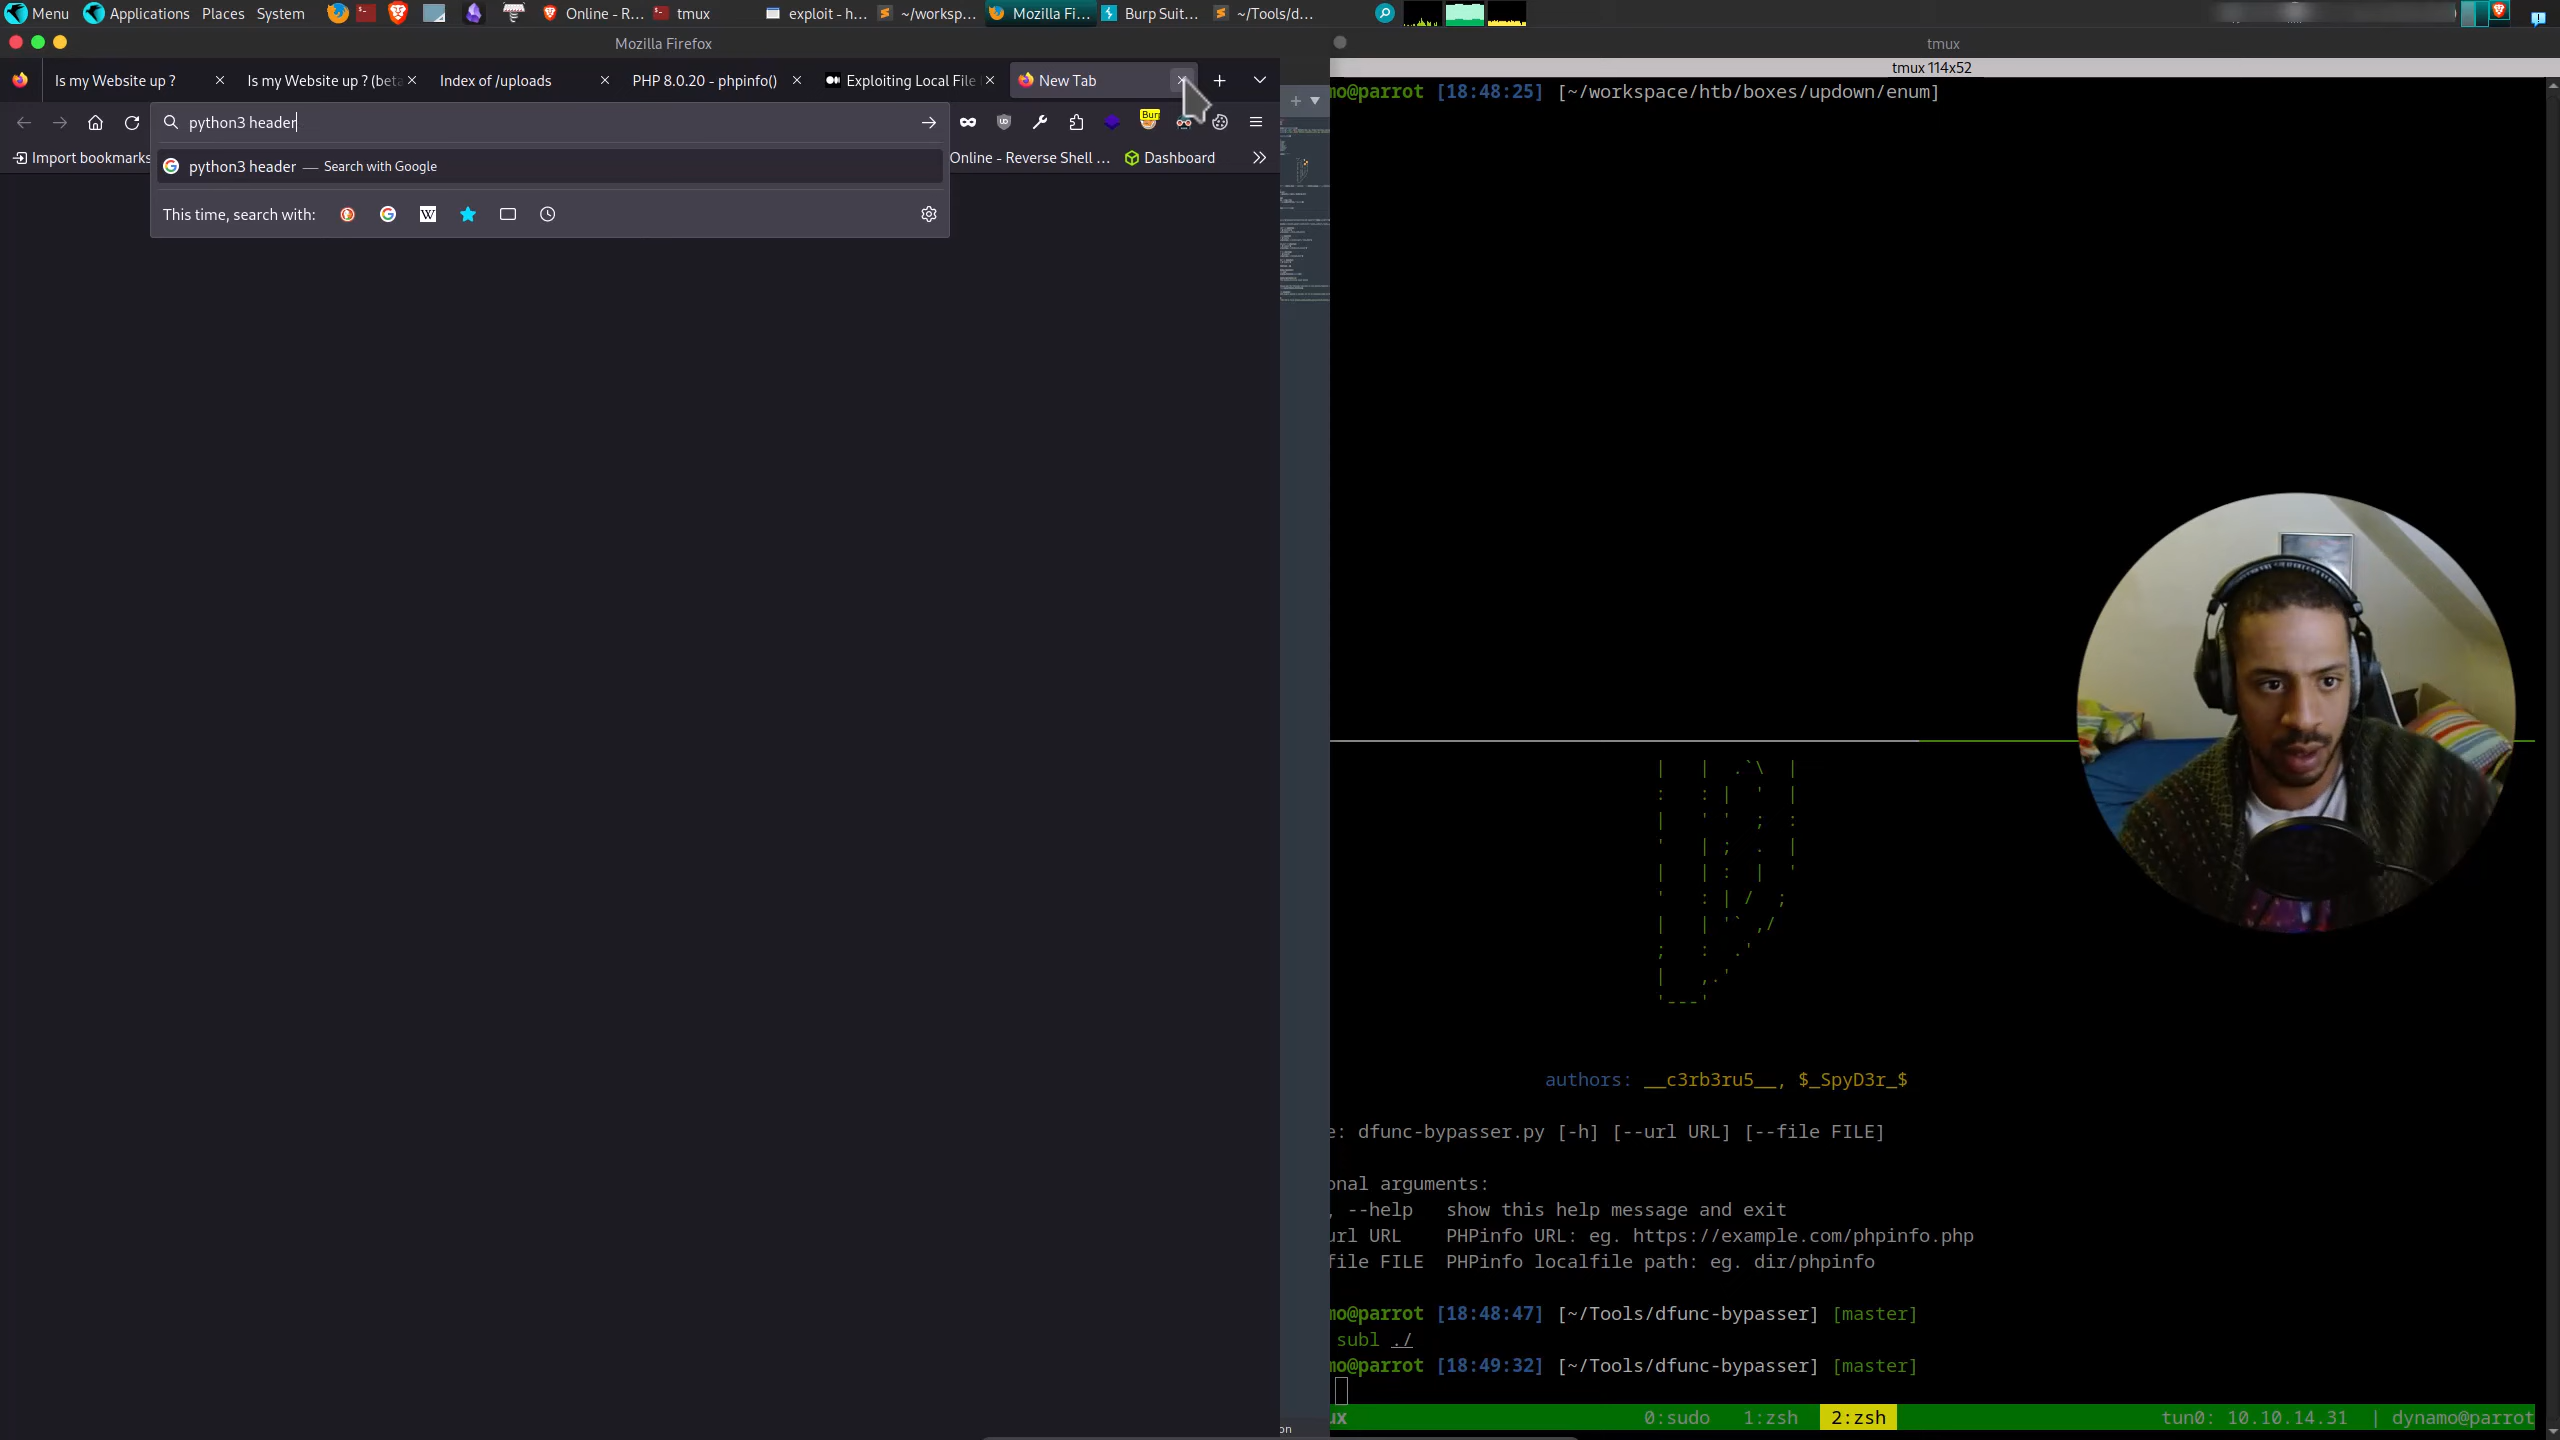 Menu Applications Places System Online - R... tmux exploit - h... ~/worksp... Mozilla Fi... Burp Suit... ~/Tools/d...
Mozilla Firefox
tmux
tmux 114x52
Is my Website up ? Is my Website up ? (beta Index of /uploads PHP 8.0.20 - phpinfo() Exploiting Local File New Tab
python3 header
Burp
Import bookmarks
Online - Reverse Shell ... Dashboard
python3 header — Search with Google
This time, search with:
mo@parrot [18:48:25] [~/workspace/htb/boxes/updown/enum]
authors: __c3rb3ru5__, $_SpyD3r_$
e: dfunc-bypasser.py [-h] [--url URL] [--file FILE]
onal arguments:
, --help show this help message and exit
url URL PHPinfo URL: eg. https://example.com/phpinfo.php
file FILE PHPinfo localfile path: eg. dir/phpinfo
mo@parrot [18:48:47] [~/Tools/dfunc-bypasser] [master]
subl ./
mo@parrot [18:49:32] [~/Tools/dfunc-bypasser] [master]
ux 0:sudo 1:zsh 2:zsh tun0: 10.10.14.31 | dynamo@parrot
on